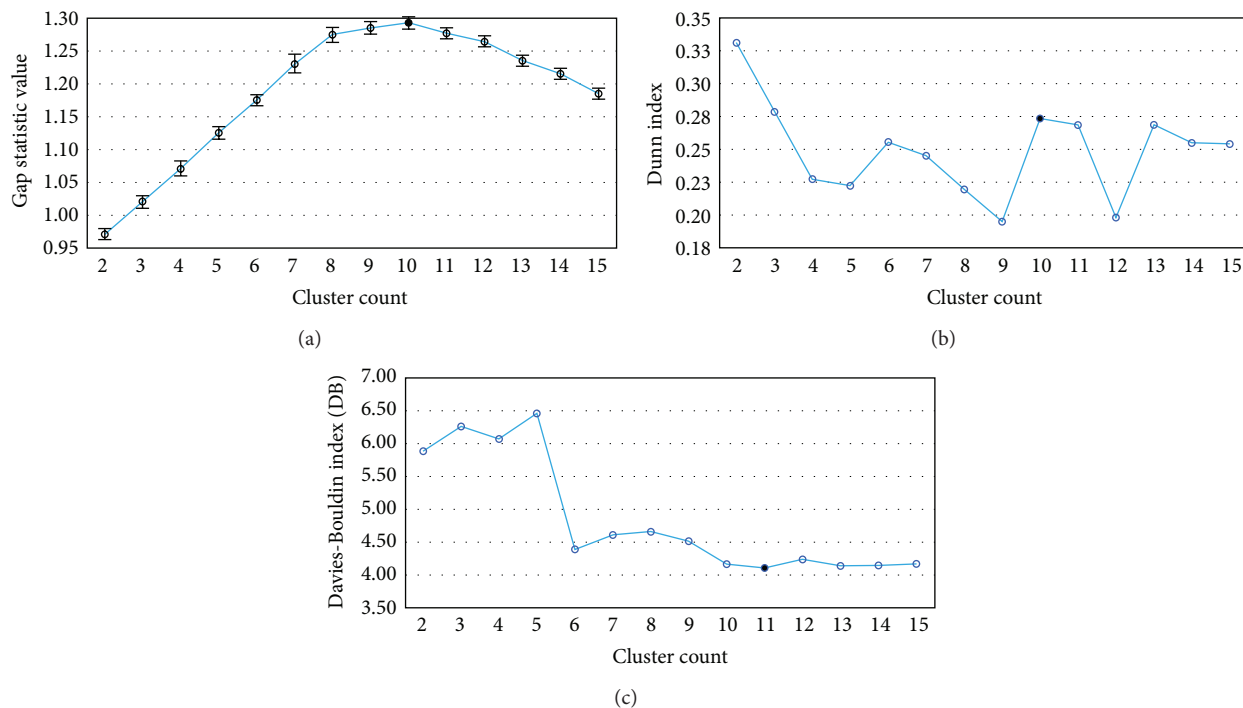 Gap statistic value
1.30
1.25
1.20
1.15
1.10
1.05
1.00
0.95
2 3 4 5 6 7 8 9 10 11 12 13 14 15
Cluster count
(a)
Dunn index
0.35
0.33
0.30
0.28
0.25
0.23
0.20
0.18
2 3 4 5 6 7 8 9 10 11 12 13 14 15
Cluster count
(b)
Davies-Bouldin index (DB)
7.00
6.50
6.00
5.50
5.00
4.50
4.00
3.50
2 3 4 5 6 7 8 9 10 11 12 13 14 15
Cluster count
(c)